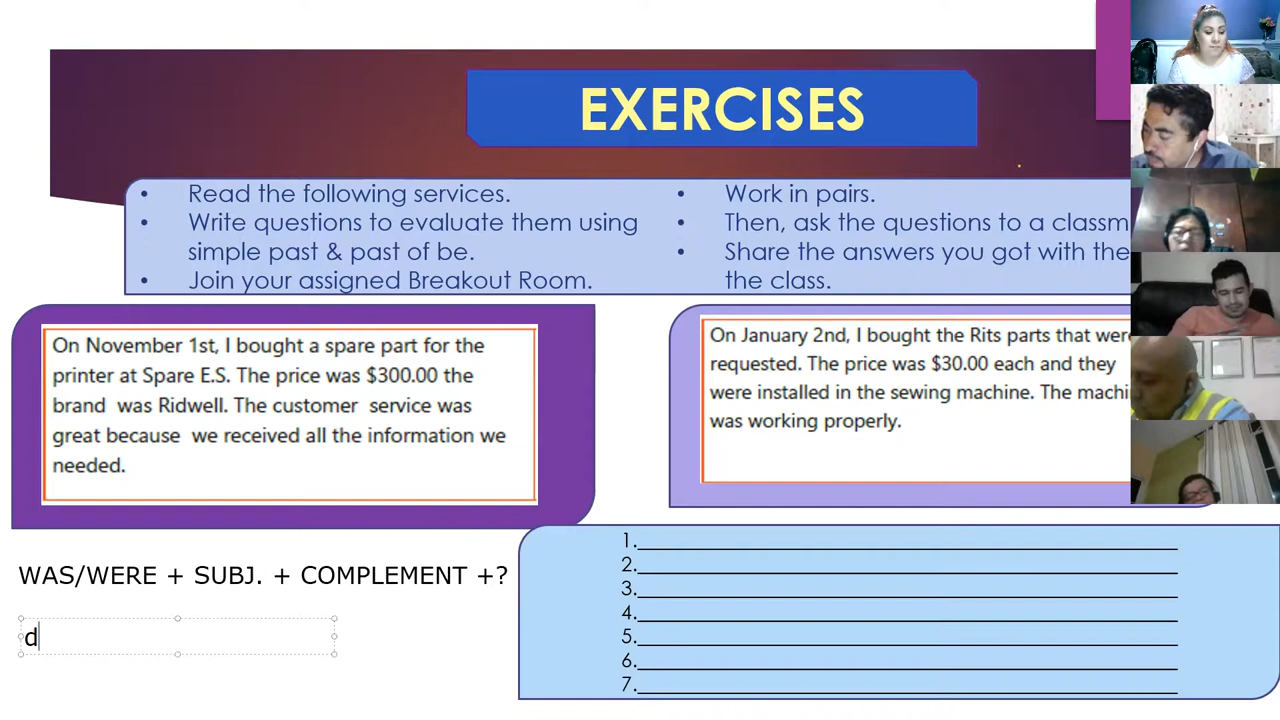 EXERCISES
• Read the following services.
• Write questions to evaluate them using
simple past & past of be.
• Join your assigned Breakout Room.
• Work in pairs.
• Then, ask the questions to a classm
• Share the answers you got with the
the class.
On November 1st, I bought a spare part for the
printer at Spare E.S. The price was $300.00 the
brand was Ridwell. The customer service was
great because we received all the information we
needed.
On January 2nd, I bought the Rits parts that were
requested. The price was $30.00 each and they
were installed in the sewing machine. The machi
was working properly.
WAS/WERE + SUBJ. + COMPLEMENT +?
d
1.
2.
3.
4.
5.
6.
7.